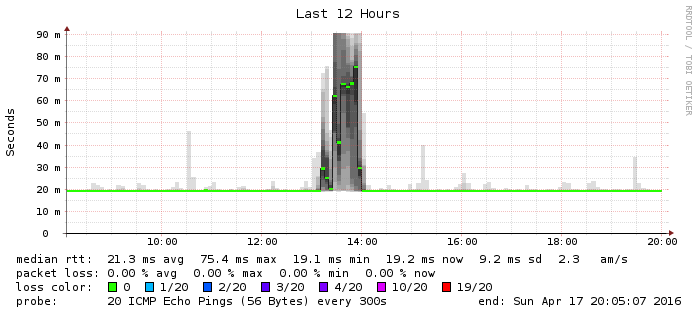 Last 12 Hours
RRDTOOL / TOBI OETIKER
Seconds
90 m
80 m
70 m
60 m
50 m
40 m
30 m
20 m
10 m
0
10:00 12:00 14:00 16:00 18:00 20:00
median rtt: 21.3 ms avg 75.4 ms max 19.1 ms min 19.2 ms now 9.2 ms sd 2.3 am/s
packet loss: 0.00 % avg 0.00 % max 0.00 % min 0.00 % now
loss color: 0 1/20 2/20 3/20 4/20 10/20 19/20
probe: 20 ICMP Echo Pings (56 Bytes) every 300s end: Sun Apr 17 20:05:07 2016